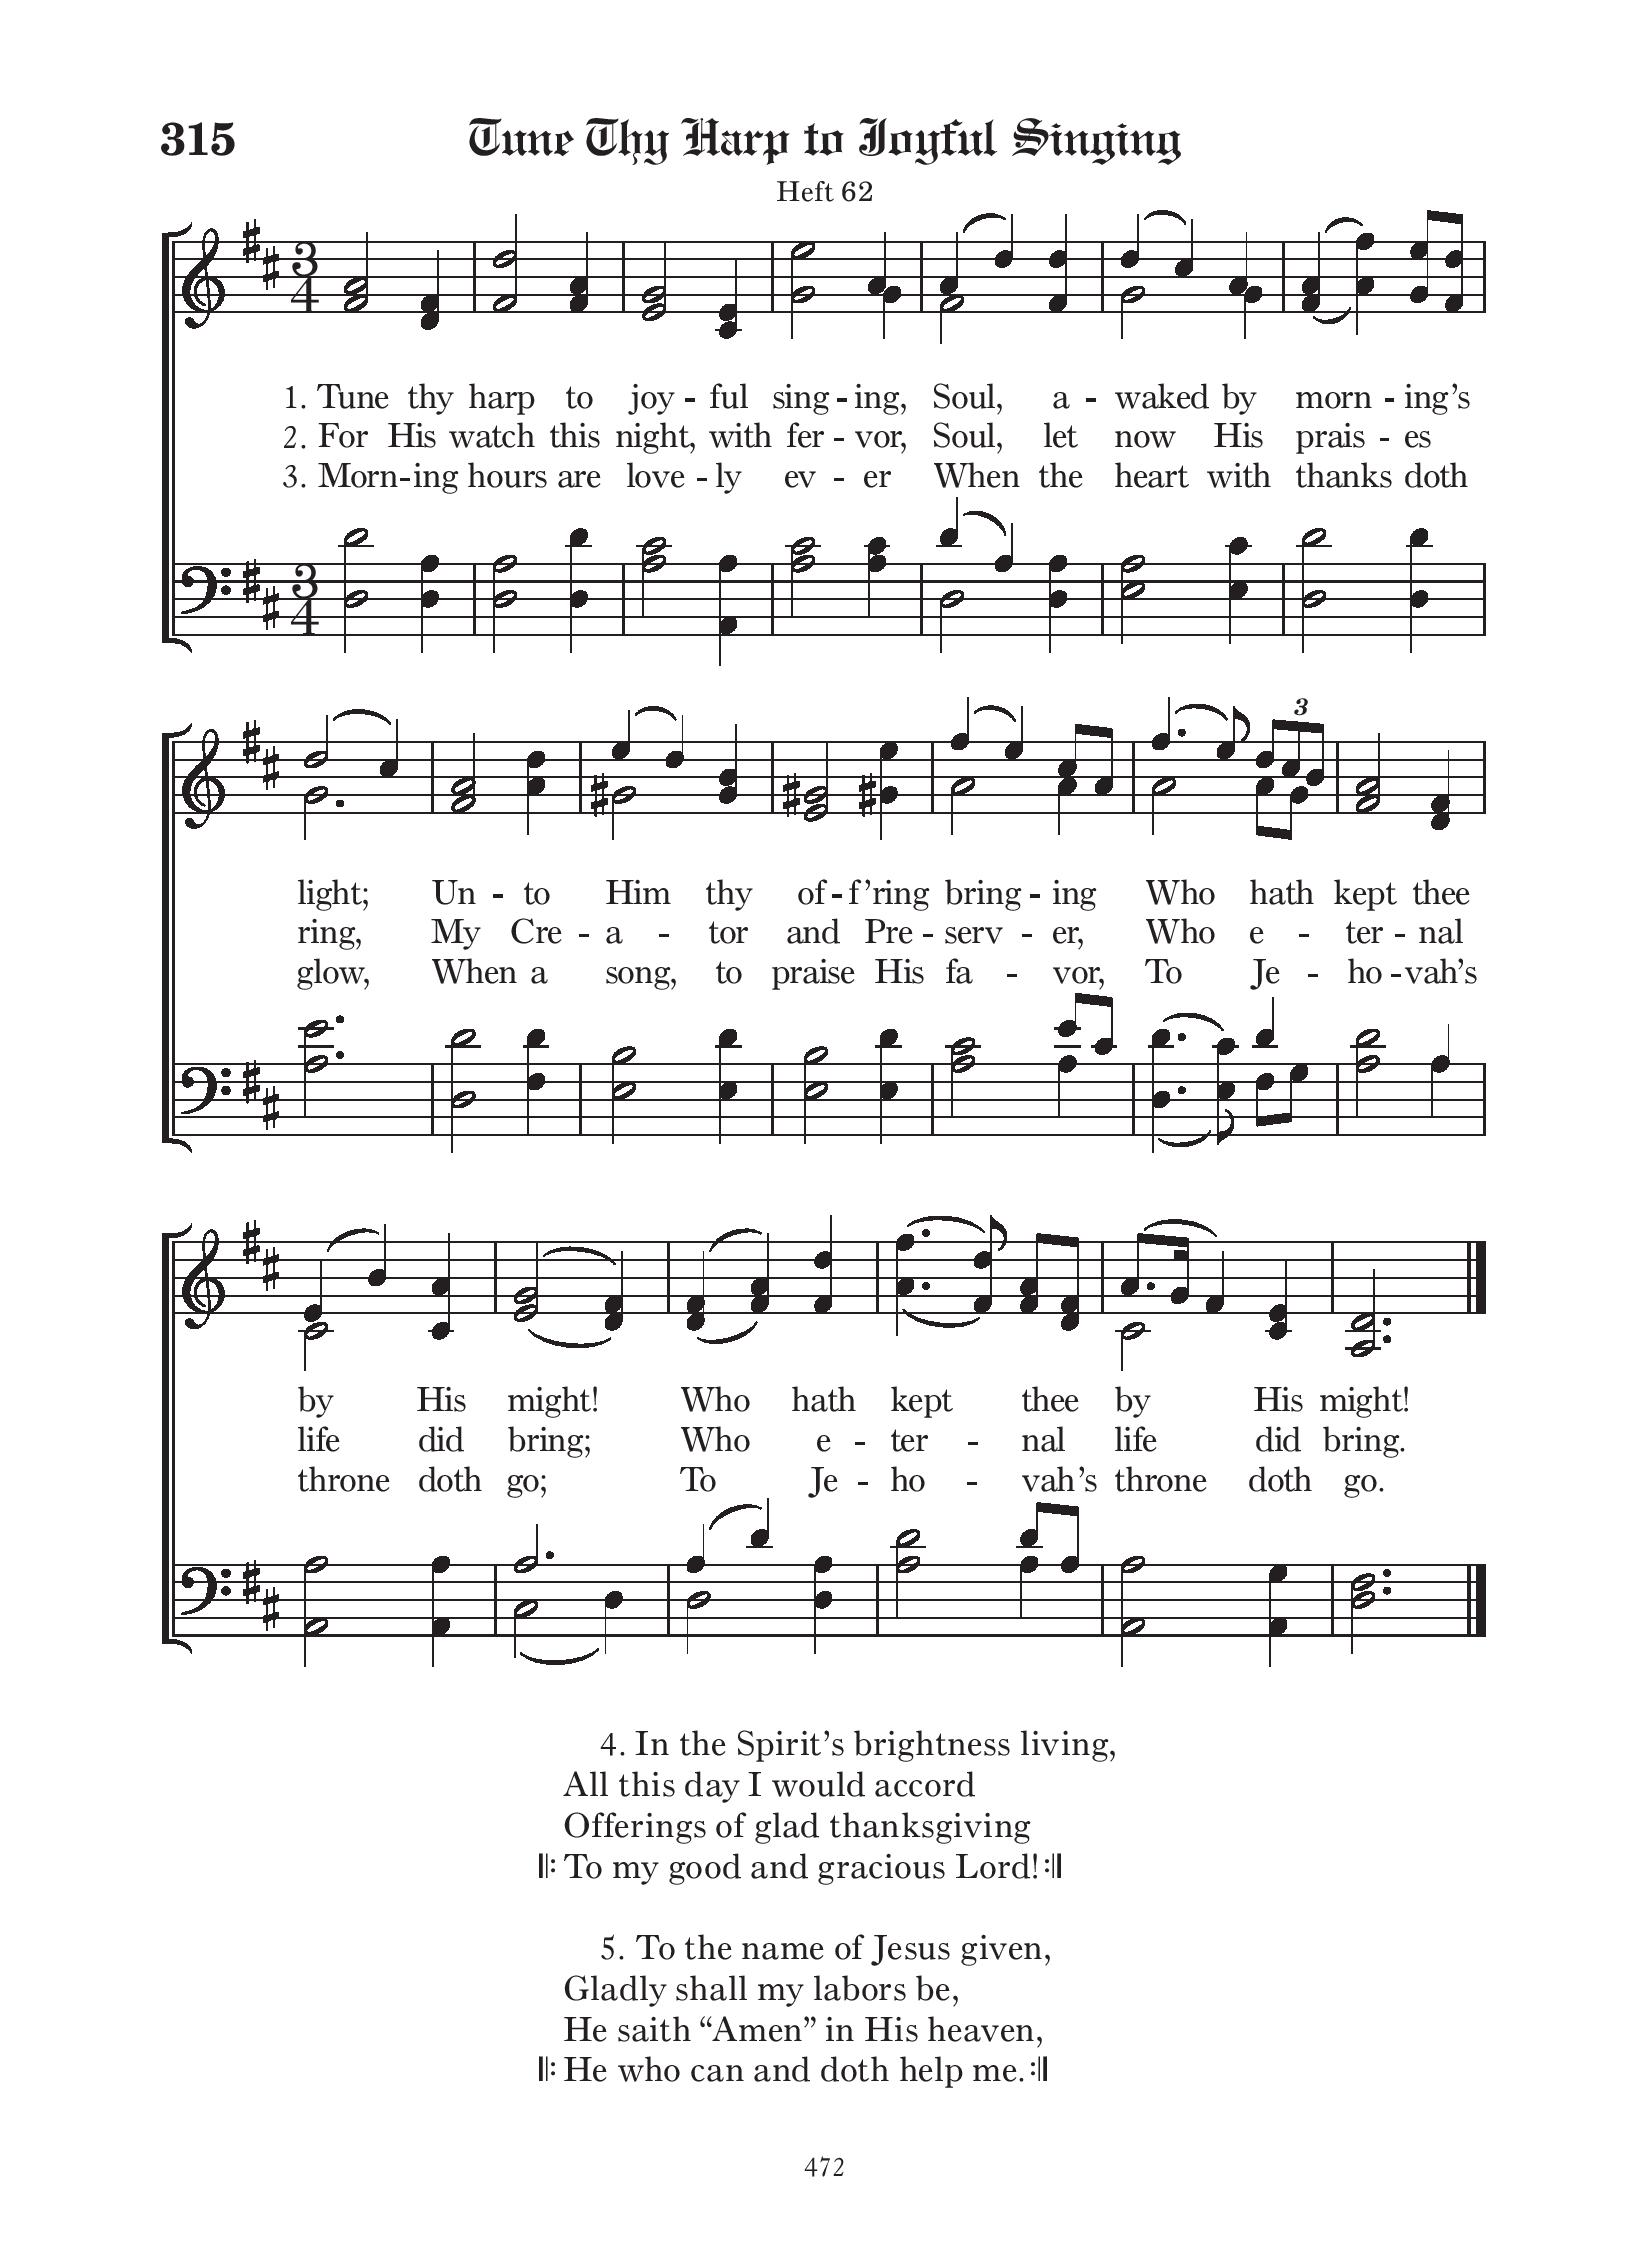 315 Tune Thy Harp to Joyful Singing
Heft 62
3
4
1. Tune thy harp to joy - ful sing - ing, Soul, a - waked by morn - ing’s
2. For His watch this night, with fer - vor, Soul, let now His prais - es
3. Morn - ing hours are love - ly ev - er When the heart with thanks doth
3
4
3
light; Un - to Him thy of - f’ring bring - ing Who hath kept thee
ring, My Cre - a - tor and Pre - serv - er, Who e - ter - nal
glow, When a song, to praise His fa - vor, To Je - ho - vah’s
by His might! Who hath kept thee by His might!
life did bring; Who e - ter - nal life did bring.
throne doth go; To Je - ho - vah’s throne doth go.
4. In the Spirit’s brightness living,
All this day I would accord
Offerings of glad thanksgiving
𝄆 To my good and gracious Lord! 𝄇
5. To the name of Jesus given,
Gladly shall my labors be,
He saith “Amen” in His heaven,
𝄆 He who can and doth help me. 𝄇
472